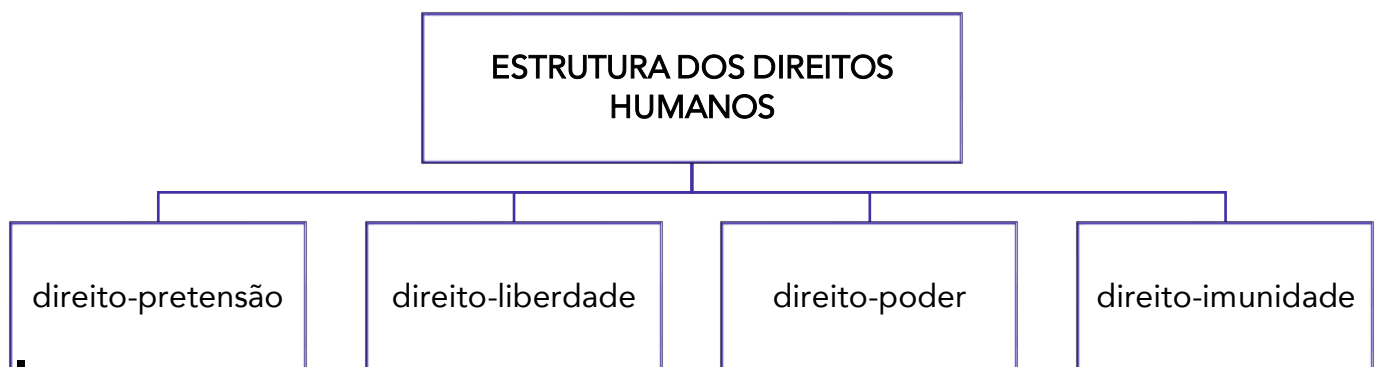 ESTRUTURA DOS DIREITOS
HUMANOS
direito-pretensão
direito-liberdade
direito-poder
direito-imunidade